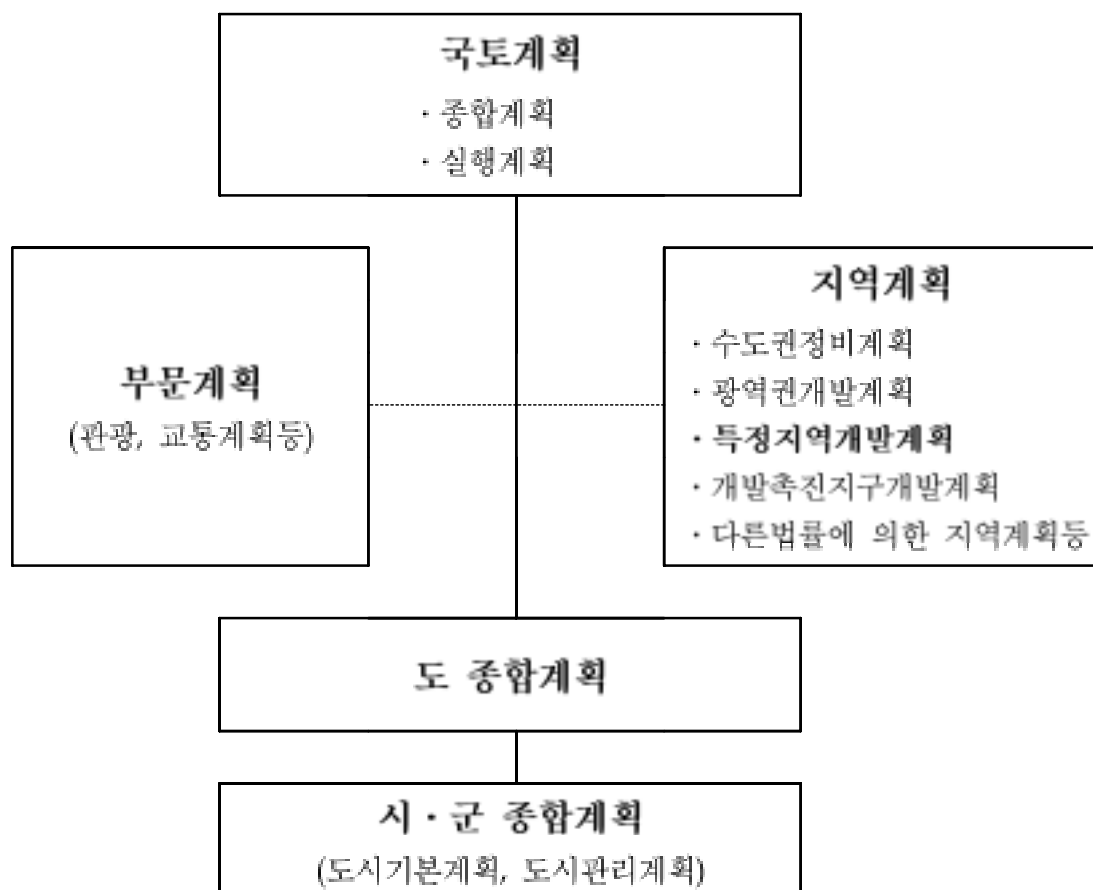 국토계획
· 종합계획
· 실행계획
부문계획
(관광, 교통계획등)
지역계획
· 수도권정비계획
· 광역권개발계획
· 특정지역개발계획
· 개발촉진지구개발계획
· 다른법률에 의한 지역계획등
도 종합계획
시 · 군 종합계획
(도시기본계획, 도시관리계획)